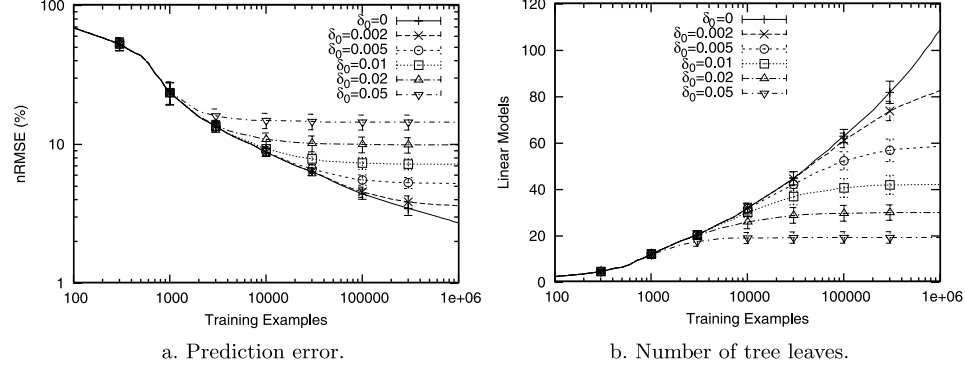 100
10
1
nRMSE (%)
δ0=0
δ0=0.002
δ0=0.005
δ0=0.01
δ0=0.02
δ0=0.05
100 1000 10000 100000 1e+06
Training Examples
a. Prediction error.
120
100
80
60
40
20
0
Linear Models
δ0=0
δ0=0.002
δ0=0.005
δ0=0.01
δ0=0.02
δ0=0.05
100 1000 10000 100000 1e+06
Training Examples
b. Number of tree leaves.